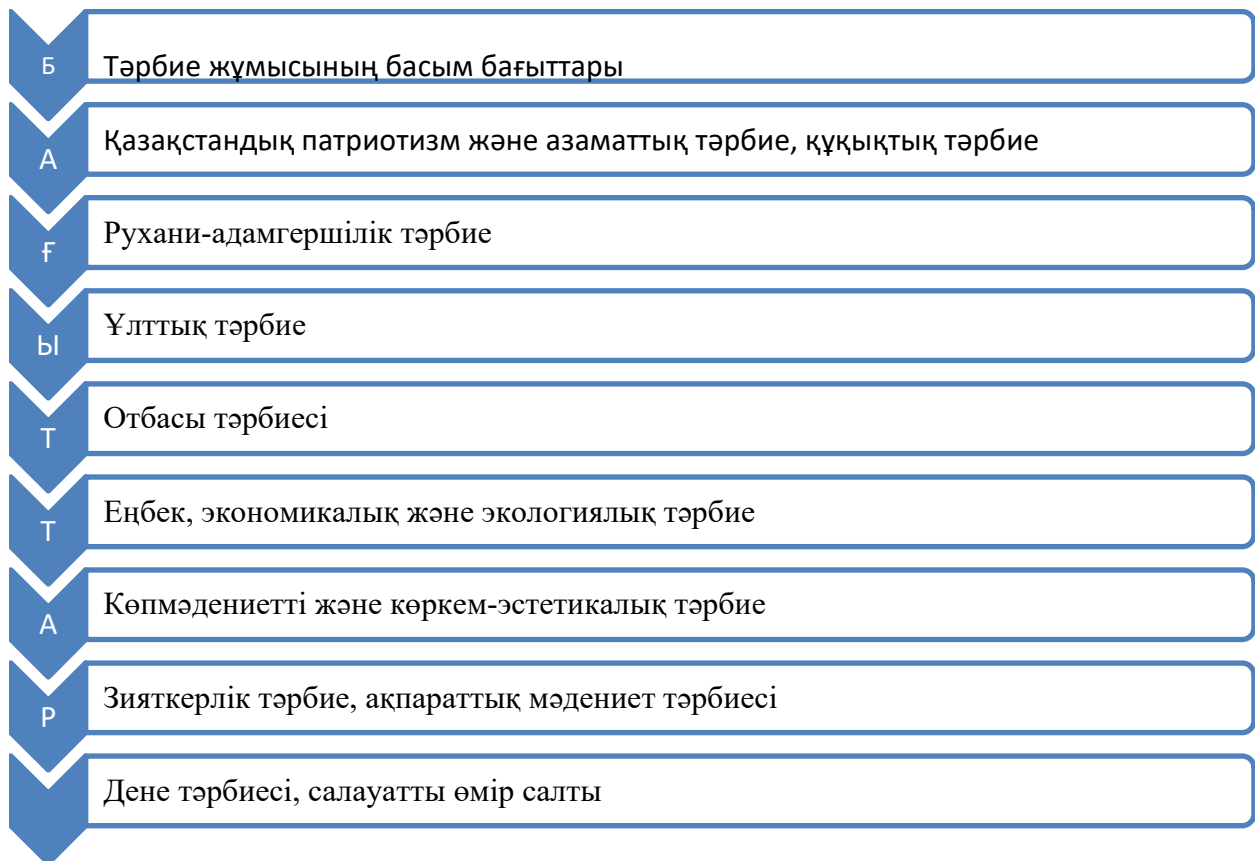 Б
Тәрбие жұмысының басым бағыттары
А
Қазақстандық патриотизм және азаматтық тәрбие, құқықтық тәрбие
Ғ
Рухани-адамгершілік тәрбие
Ы
Ұлттық тәрбие
Т
Отбасы тәрбиесі
Т
Еңбек, экономикалық және экологиялық тәрбие
А
Көпмәдениетті және көркем-эстетикалық тәрбие
Р
Зияткерлік тәрбие, ақпараттық мәдениет тәрбиесі
Дене тәрбиесі, салауатты өмір салты